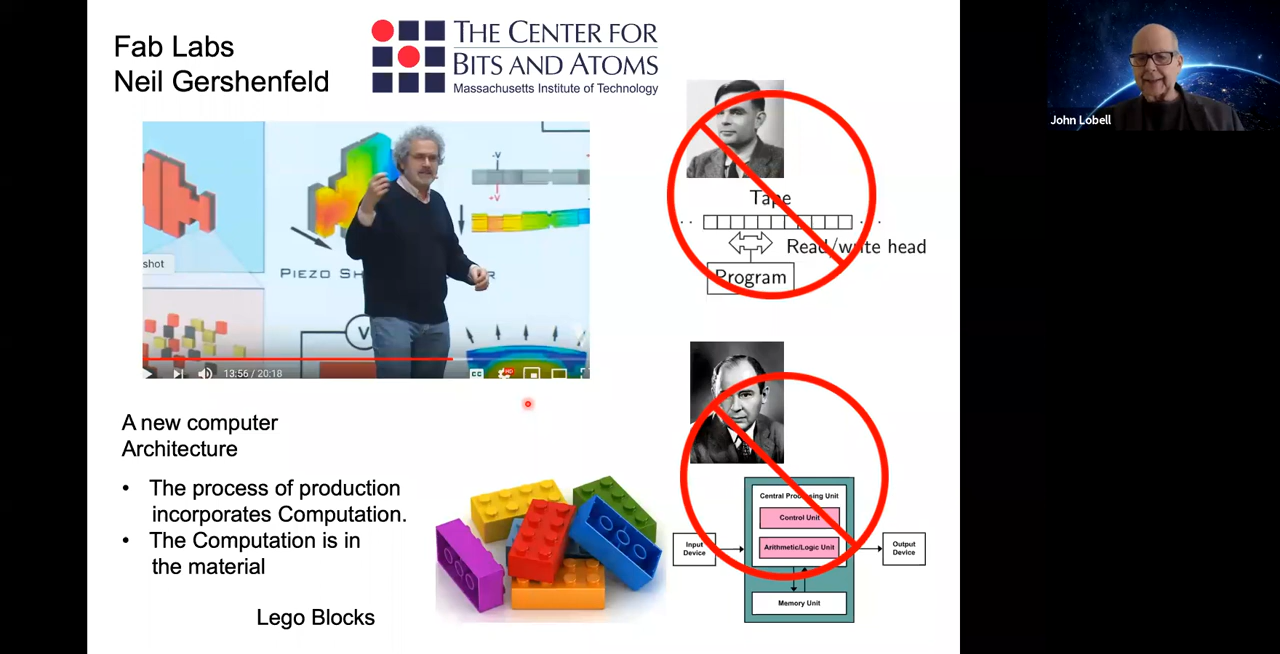 Fab Labs
Neil Gershenfeld
THE CENTER FOR
BITS AND ATOMS
Massachusetts Institute of Technology
John Lobell
-V
+V
shot
PIEZO SH
V
13:56 / 20:18
CC
HD
Tape
Read/write head
Program
A new computer
Architecture
• The process of production
incorporates Computation.
• The Computation is in
the material
Lego Blocks
Central Processing Unit
Control Unit
Arithmetic/Logic Unit
Input
Device
Output
Device
Memory Unit